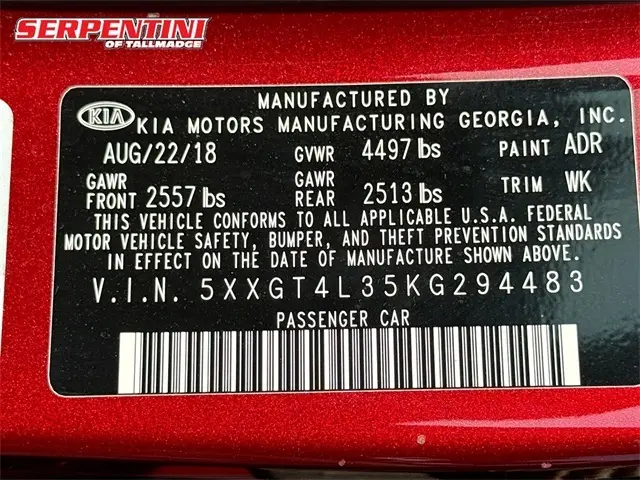 SERPENTINI
OF TALLMADGE
MANUFACTURED BY
KIA KIA MOTORS MANUFACTURING GEORGIA, INC.
AUG/22/18 GVWR 4497 lbs PAINT ADR
GAWR FRONT 2557 lbs GAWR REAR 2513 lbs TRIM WK
THIS VEHICLE CONFORMS TO ALL APPLICABLE U.S.A. FEDERAL
MOTOR VEHICLE SAFETY, BUMPER, AND THEFT PREVENTION STANDARDS
IN EFFECT ON THE DATE OF MANUFACTURE SHOWN ABOVE.
V.I.N. 5XXGT4L35KG294483
PASSENGER CAR